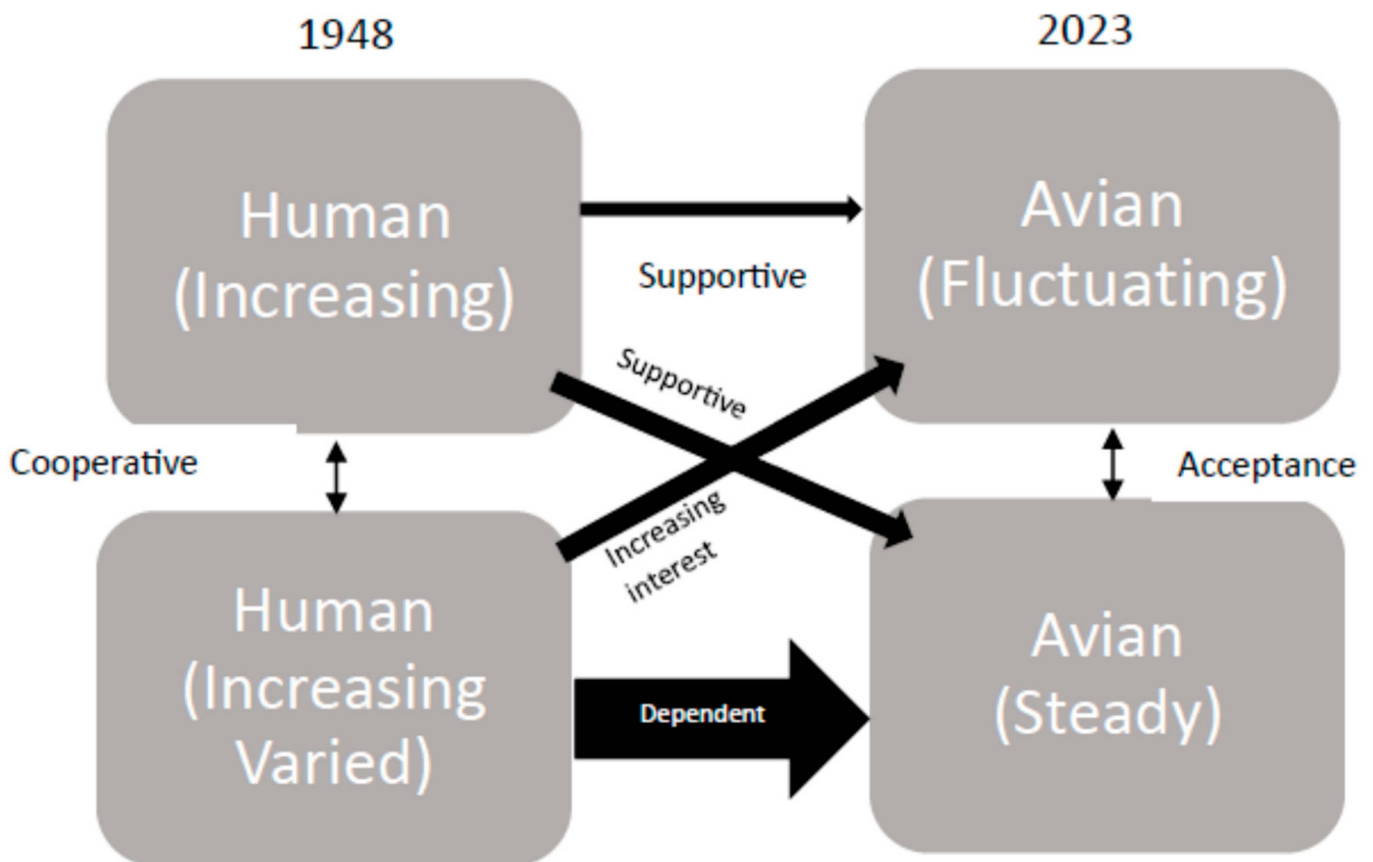 1948
2023
Human
(Increasing)
Avian
(Fluctuating)
Supportive
Supportive
Cooperative
Acceptance
Increasing
interest
Human
(Increasing
Varied)
Dependent
Avian
(Steady)